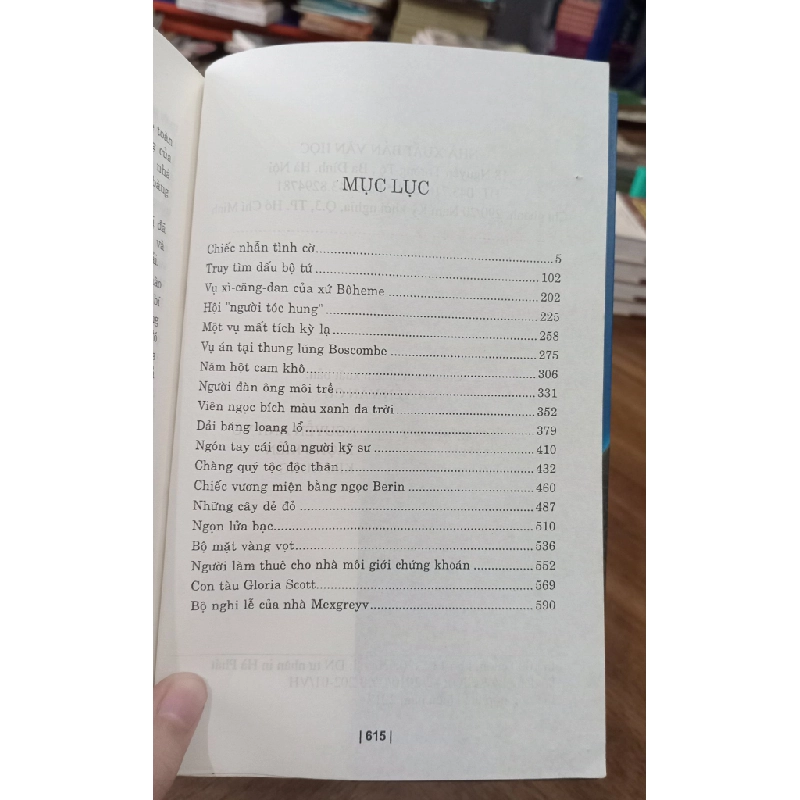 MỤC LỤC
Chiếc nhẫn tình cờ.....5
Truy tìm dấu bộ tứ.....102
Vụ xì-căng-đan của xứ Bôheme.....202
Hội "người tóc hung".....225
Một vụ mất tích kỳ lạ.....258
Vụ án tại thung lũng Boscombe.....275
Năm hột cam khô.....306
Người đàn ông môi trề.....331
Viên ngọc bích màu xanh da trời.....352
Dải băng loang lổ.....379
Ngón tay cái của người kỹ sư.....410
Chàng quý tộc độc thân.....432
Chiếc vương miện bằng ngọc Berin.....460
Những cây dẻ đỏ.....487
Ngọn lửa bạc.....510
Bộ mặt vàng vọt.....536
Người làm thuê cho nhà môi giới chứng khoán.....552
Con tàu Gloria Scott.....569
Bộ nghi lễ của nhà Mexgreyv.....590
| 615 |